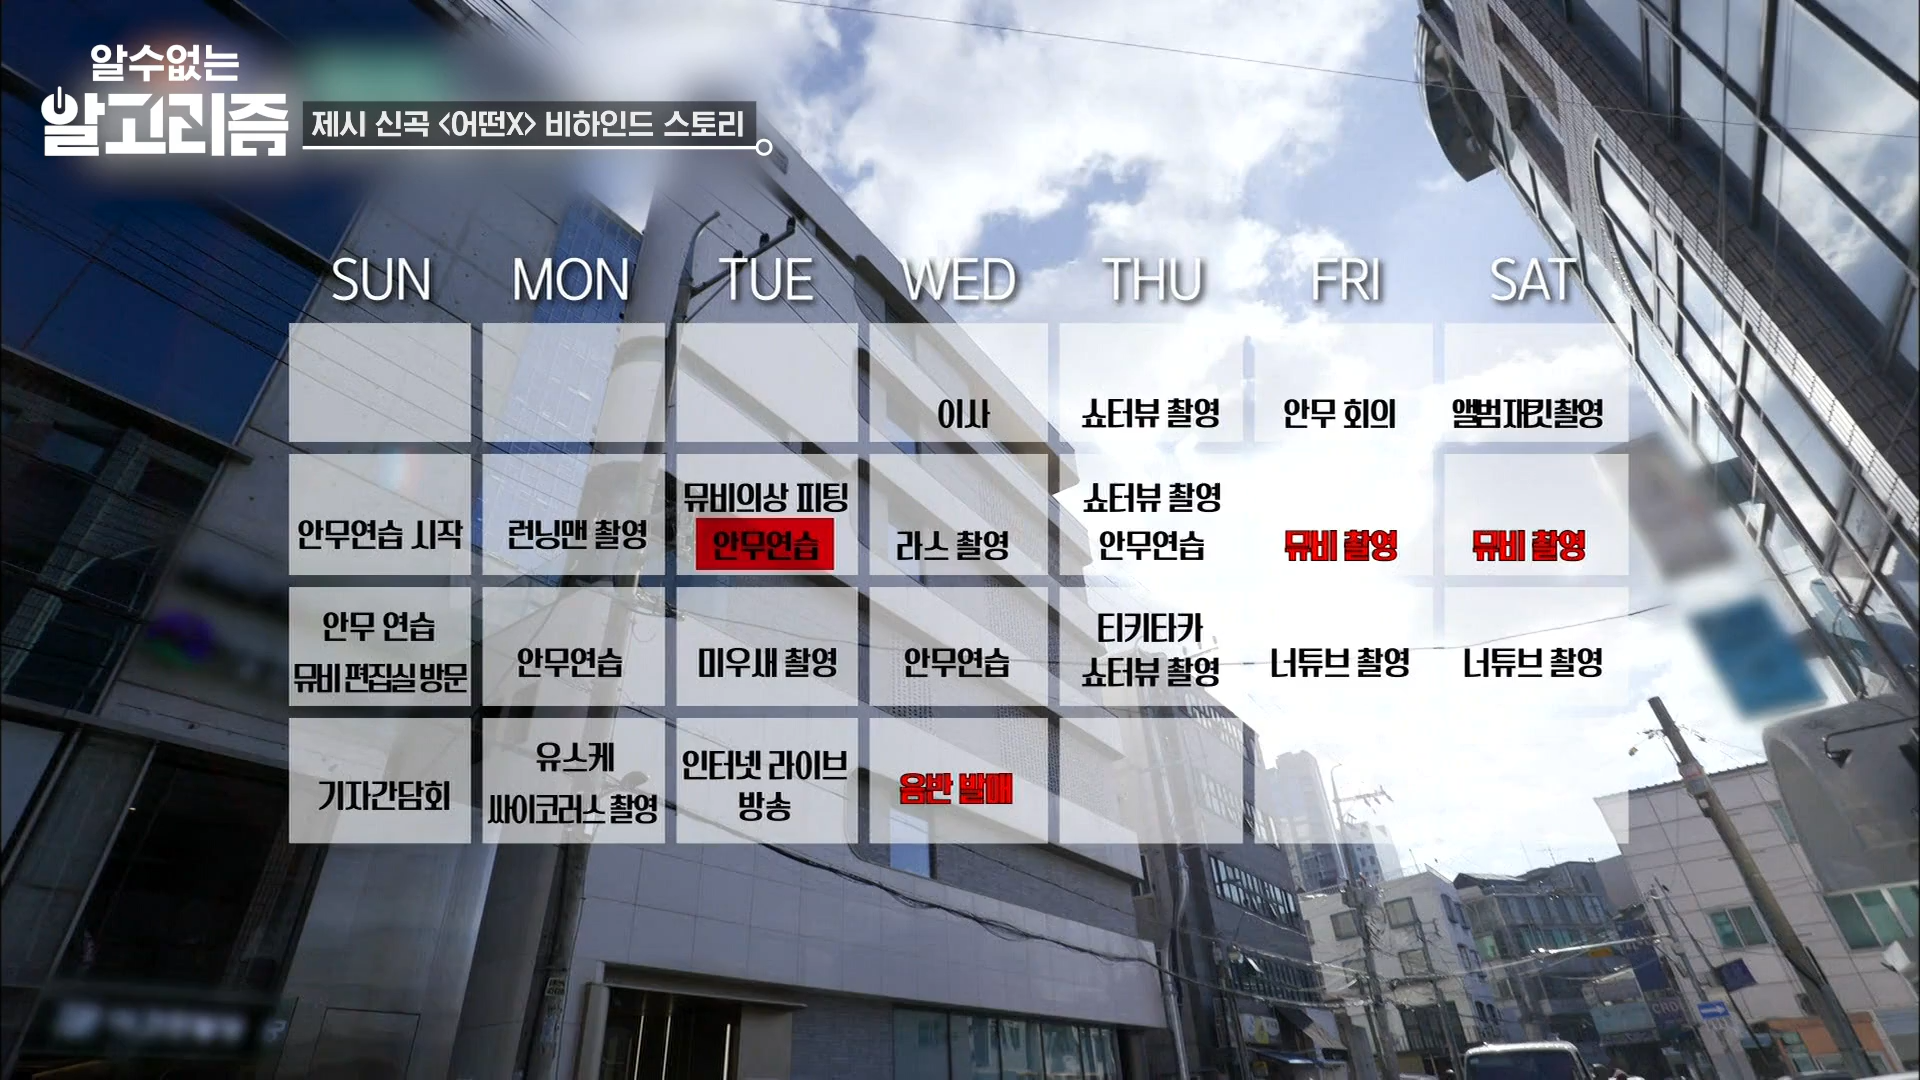 알수없는
알고리즘
제시 신곡 <어떤X> 비하인드 스토리
SUN MON TUE WED THU FRI SAT
이사
쇼터뷰 촬영
안무 회의
앨범재킷촬영
안무연습 시작
런닝맨 촬영
뮤비의상 피팅
안무연습
라스 촬영
쇼터뷰 촬영
안무연습
뮤비 촬영
뮤비 촬영
안무 연습
뮤비 편집실 방문
안무연습
미우새 촬영
안무연습
티키타카
쇼터뷰 촬영
너튜브 촬영
너튜브 촬영
기자간담회
유스케
싸이코러스 촬영
인터넷 라이브
방송
음반 발매